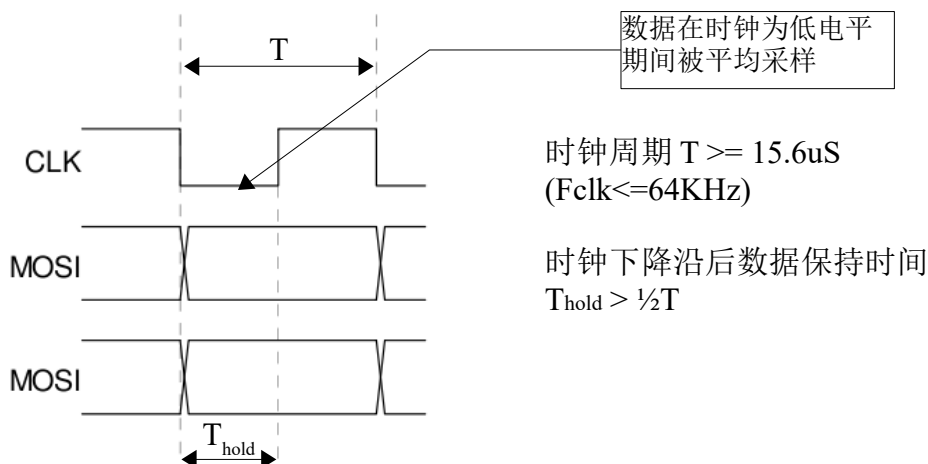 数据在时钟为低电平
期间被平均采样
T
CLK
时钟周期 T >= 15.6uS
(Fclk<=64KHz)
MOSI
时钟下降沿后数据保持时间
Thold > ½T
MOSI
Thold